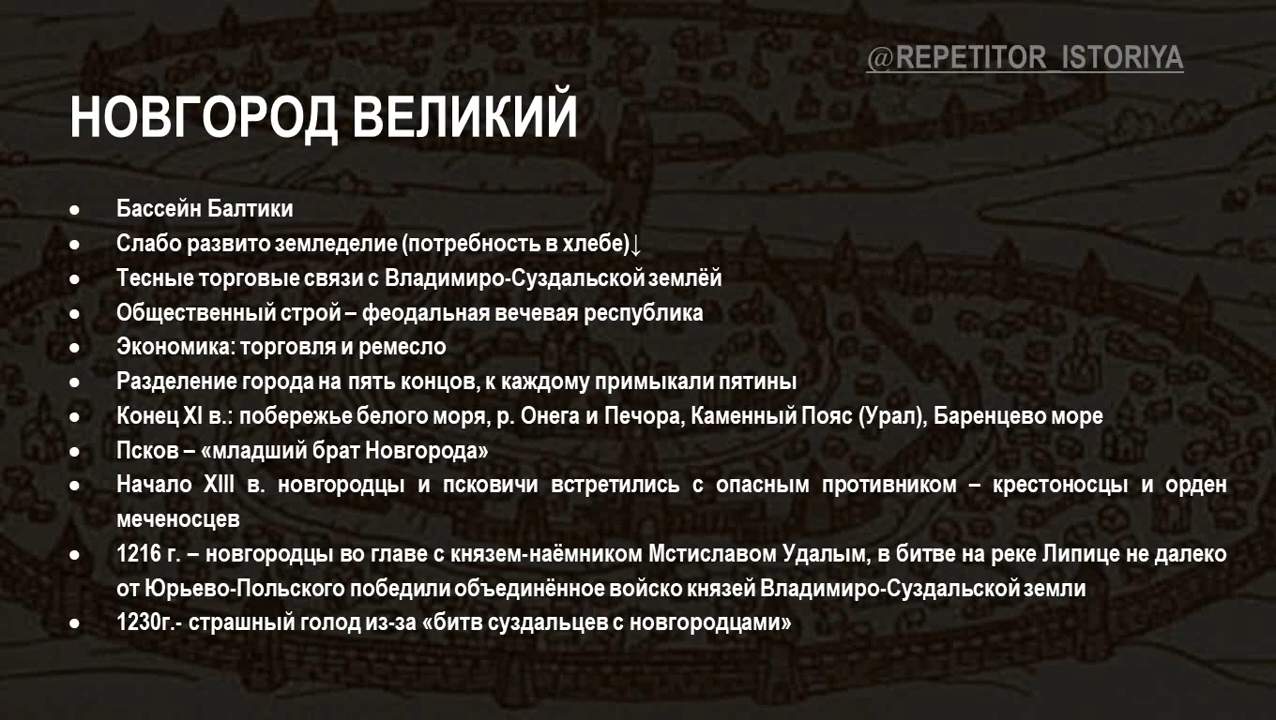 @REPETITOR_ISTORIYA
НОВГОРОД ВЕЛИКИЙ
• Бассейн Балтики
• Слабо развито земледелие (потребность в хлебе)↓
• Тесные торговые связи с Владимиро-Суздальской землёй
• Общественный строй – феодальная вечевая республика
• Экономика: торговля и ремесло
• Разделение города на пять концов, к каждому примыкали пятины
• Конец XI в.: побережье белого моря, р. Онега и Печора, Каменный Пояс (Урал), Баренцево море
• Псков – «младший брат Новгорода»
• Начало XIII в. новгородцы и псковичи встретились с опасным противником – крестоносцы и орден
меченосцев
• 1216 г. – новгородцы во главе с князем-наёмником Мстиславом Удалым, в битве на реке Липице не далеко
от Юрьево-Польского победили объединённое войско князей Владимиро-Суздальской земли
• 1230г.- страшный голод из-за «битв суздальцев с новгородцами»